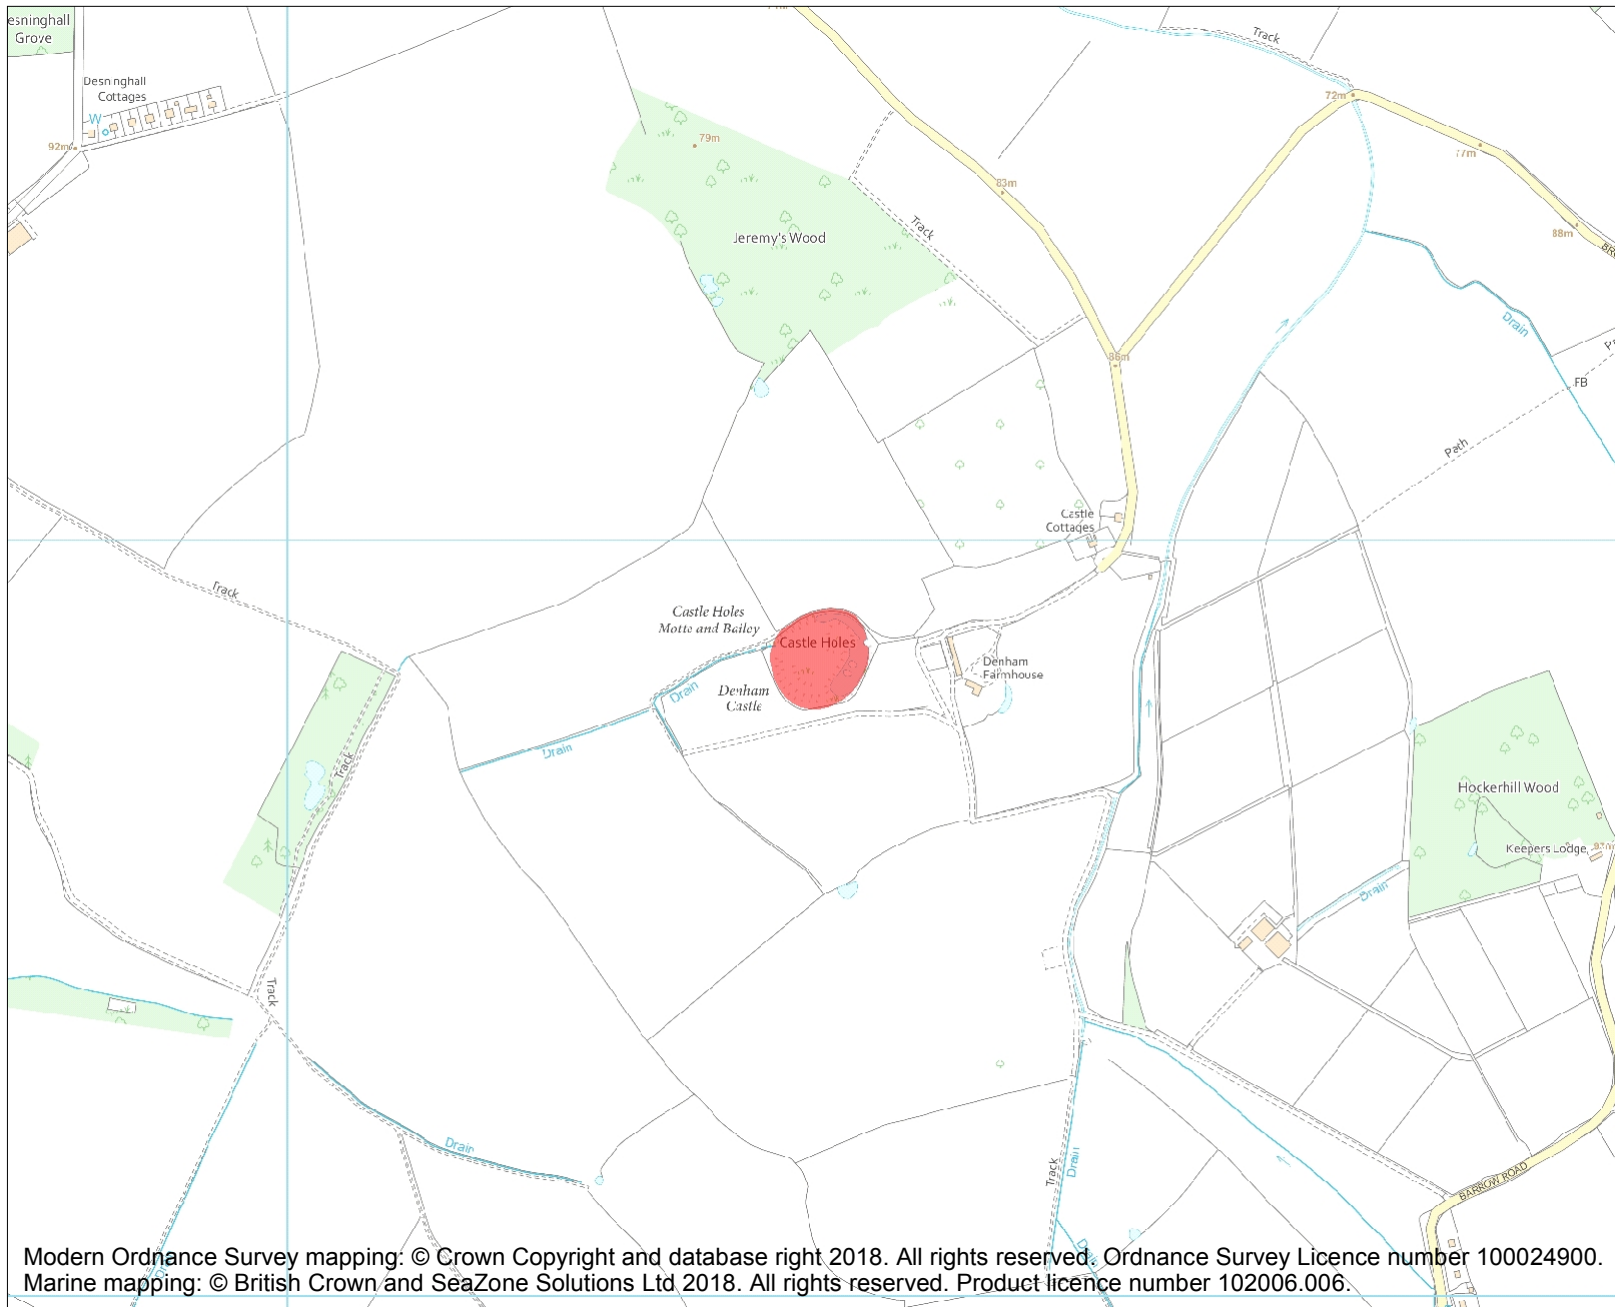 esninghall
Grove
Track
Desninghall
Cottages
W
72m
92m
79m
77m
83m
Track
Jeremy's Wood
88m
Drain
86m
FB
Path
Castle
Cottages
Track
Castle Holes
Motte and Bailey
Castle Holes
Denham
Farmhouse
Drain
Denham
Castle
Drain
Track
Hockerhill Wood
Keepers Lodge
Drain
Track
Drain
Track
Drain
BARROW ROAD
Drain
Modern Ordnance Survey mapping: © Crown Copyright and database right 2018. All rights reserved. Ordnance Survey Licence number 100024900.
Marine mapping: © British Crown and SeaZone Solutions Ltd 2018. All rights reserved. Product licence number 102006.006.